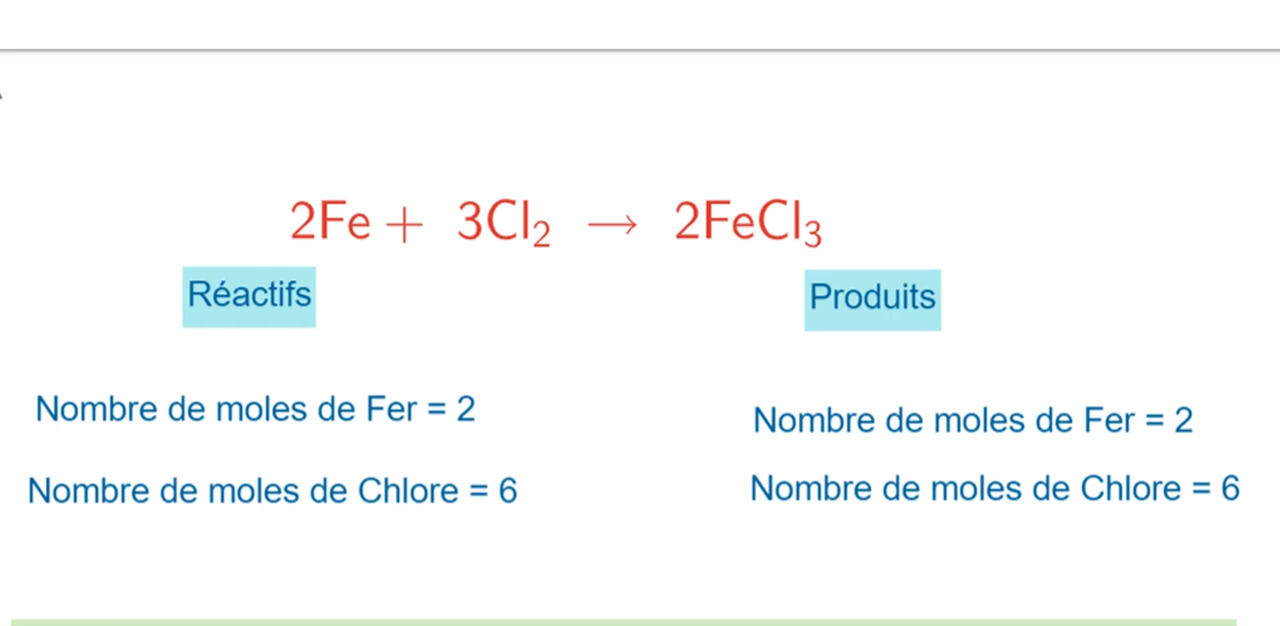 2Fe + 3Cl₂ → 2FeCl₃
Réactifs
Produits
Nombre de moles de Fer = 2
Nombre de moles de Fer = 2
Nombre de moles de Chlore = 6
Nombre de moles de Chlore = 6